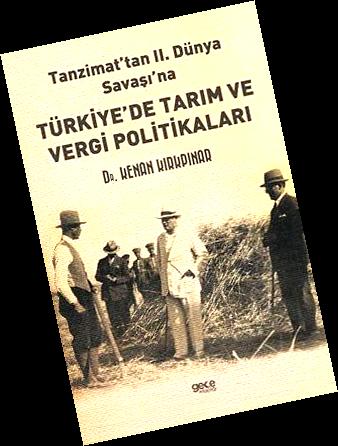 Tanzimat'tan II. Dünya
Savaşı'na
TÜRKİYE'DE TARIM VE
VERGİ POLİTİKALARI
DR. KENAN KIRKPINAR
gece